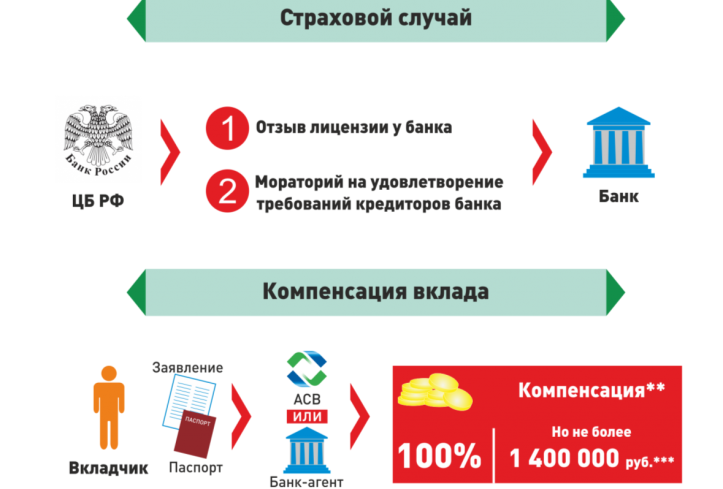 Страховой случай
Банк России
ЦБ РФ
1 Отзыв лицензии у банка
2 Мораторий на удовлетворение
требований кредиторов банка
Банк
Компенсация вклада
Вкладчик
Заявление
ПАСПОРТ
Паспорт
АСВ
ИЛИ
Банк-агент
Компенсация**
100%
Но не более
1 400 000 руб.***